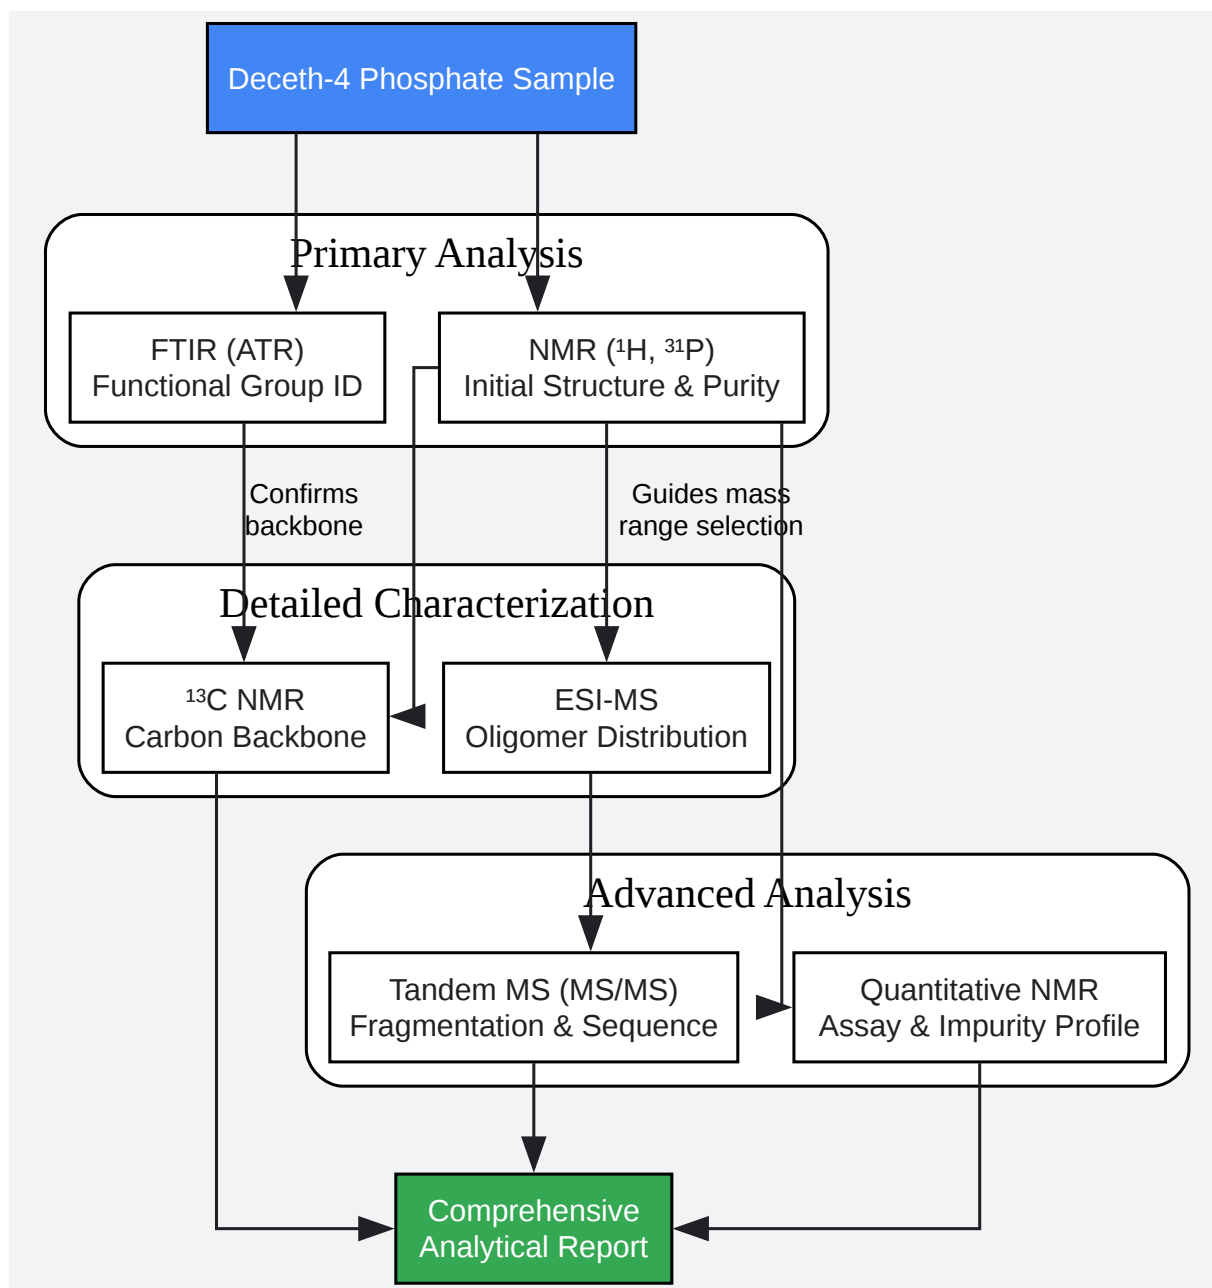 Deceth-4 Phosphate Sample
Primary Analysis
FTIR (ATR)
Functional Group ID
NMR (¹H, ³¹P)
Initial Structure & Purity
Confirms
backbone
Guides mass
range selection
Detailed Characterization
¹³C NMR
Carbon Backbone
ESI-MS
Oligomer Distribution
Advanced Analysis
Tandem MS (MS/MS)
Fragmentation & Sequence
Quantitative NMR
Assay & Impurity Profile
Comprehensive
Analytical Report